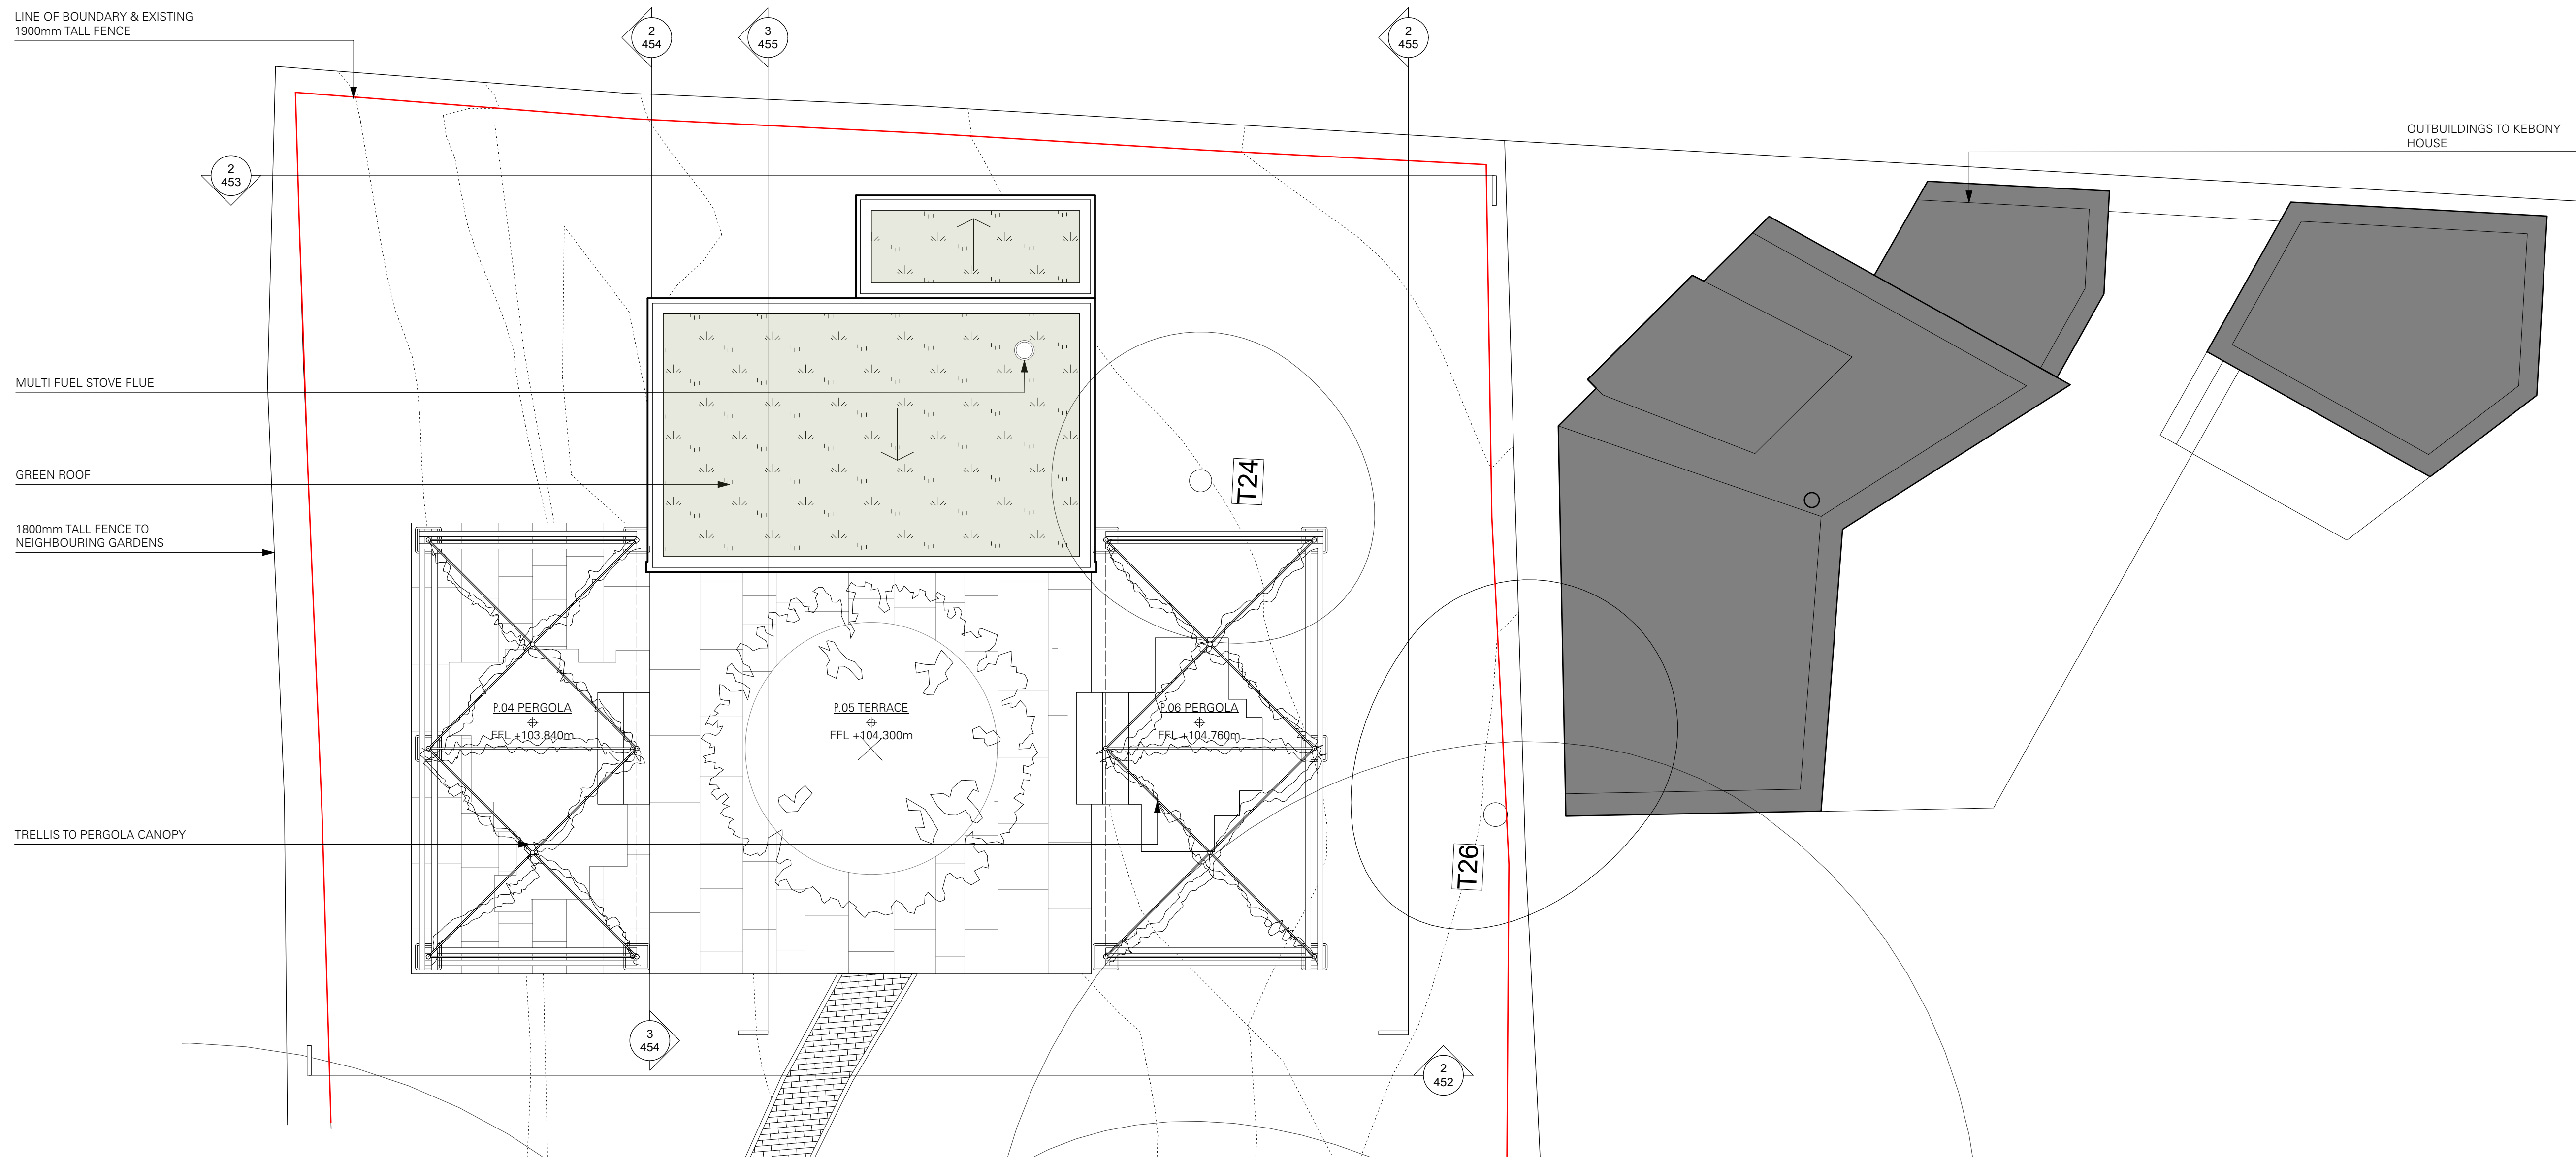 LINE OF BOUNDARY & EXISTING
1900mm TALL FENCE
2
454
3
455
2
455
OUTBUILDINGS TO KEBONY
HOUSE
2
453
MULTI FUEL STOVE FLUE
GREEN ROOF
T24
1800mm TALL FENCE TO
NEIGHBOURING GARDENS
P.04 PERGOLA
FFL +103.840m
P.05 TERRACE
FFL +104.300m
P.06 PERGOLA
FFL +104.760m
TRELLIS TO PERGOLA CANOPY
T26
3
454
2
452